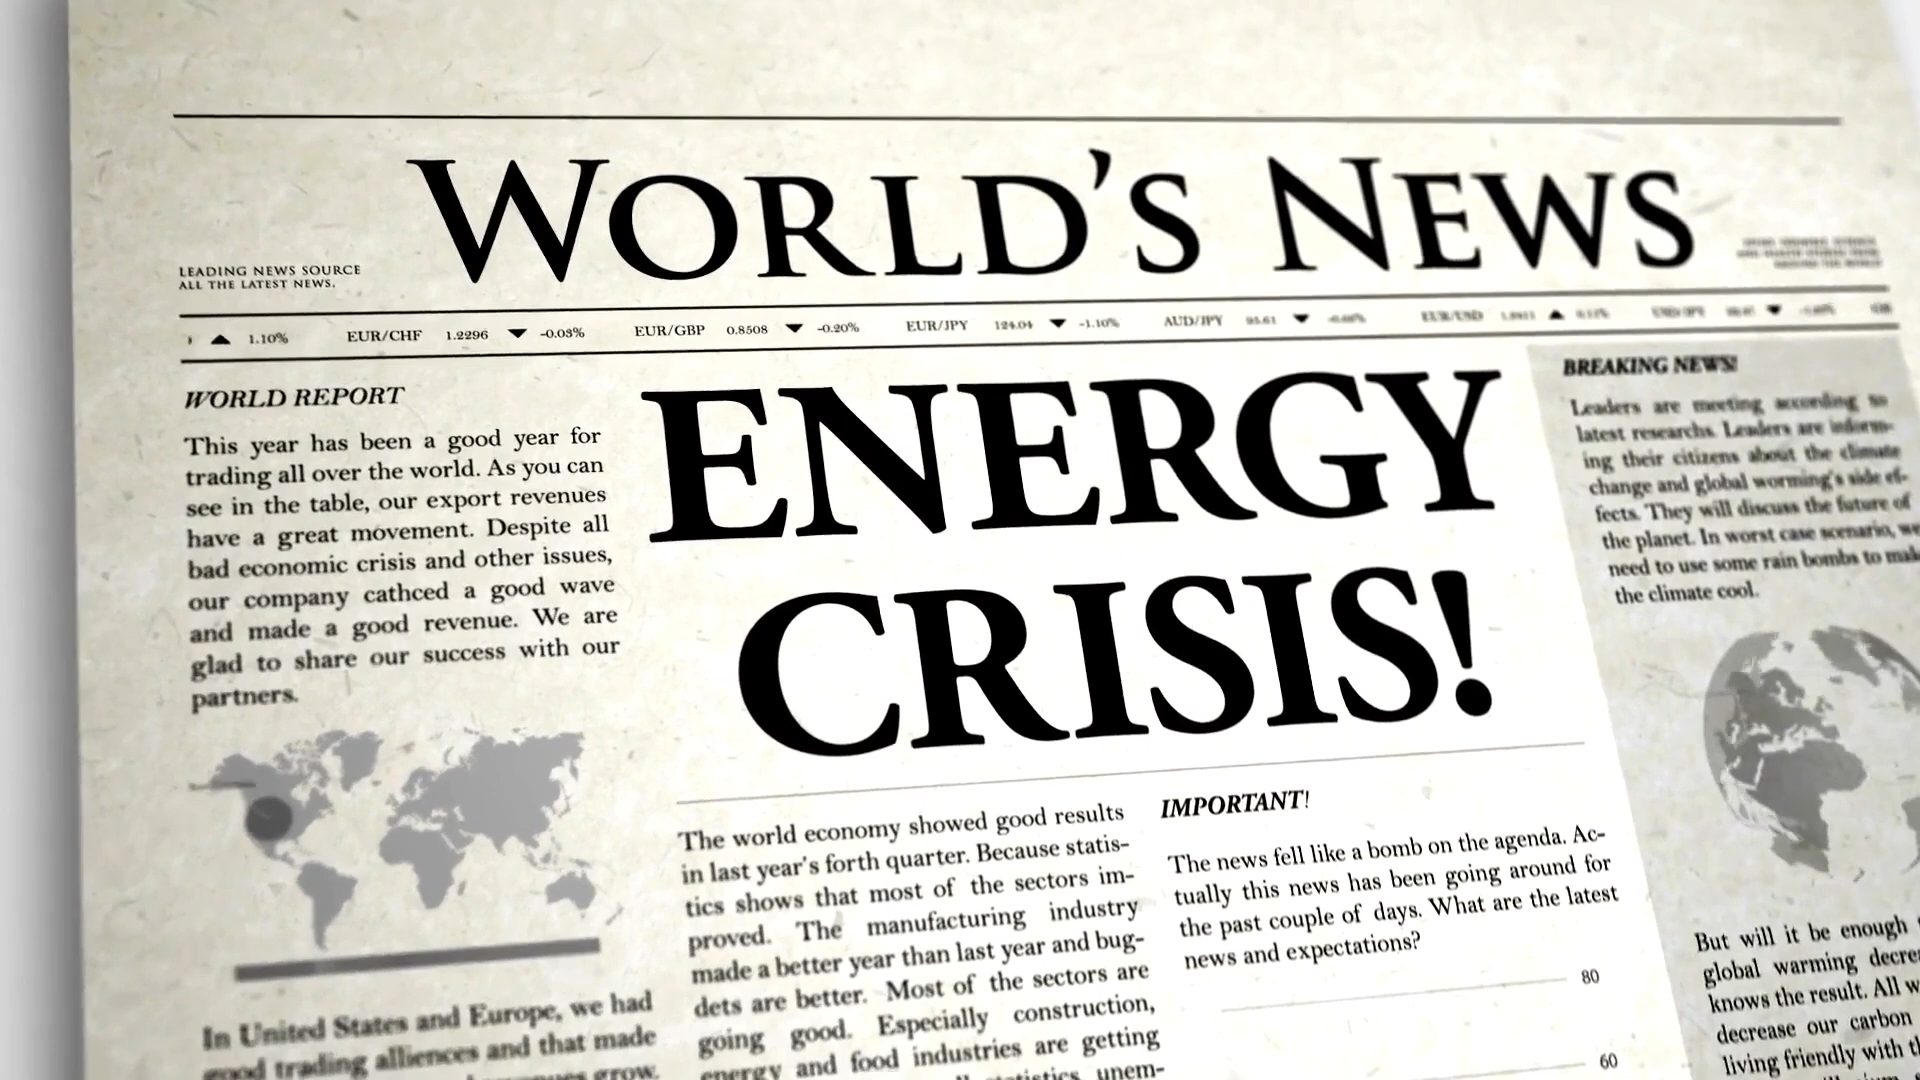 WORLD'S NEWS
LEADING NEWS SOURCE
ALL THE LATEST NEWS.
1.10% EUR/CHF 1.2296 -0.03% EUR/GBP 0.8508 -0.20% EUR/JPY 124.04 -1.10% AUD/JPY
WORLD REPORT
This year has been a good year for
trading all over the world. As you can
see in the table, our export revenues
have a great movement. Despite all
bad economic crisis and other issues,
our company cathced a good wave
and made a good revenue. We are
glad to share our success with our
partners.
In United States and Europe, we had
good trading alliences and that made
grow.
ENERGY
CRISIS!
The world economy showed good results
in last year's forth quarter. Because statis-
tics shows that most of the sectors im-
proved. The manufacturing industry
made a better year than last year and bug-
dets are better. Most of the sectors are
going good. Especially construction,
energy and food industries are getting
statistics, unem-
IMPORTANT!
The news fell like a bomb on the agenda. Ac-
tually this news has been going around for
the past couple of days. What are the latest
news and expectations?
80
60
BREAKING NEWS!
Leaders are meeting according to
latest researchs. Leaders are inform-
ing their citizens about the climate
change and global worming's side ef-
fects. They will discuss the future of
the planet. In worst case scenario, we
need to use some rain bombs to
the climate cool.
But will it be enough
global warming
knows the result. All
decrease our carbon
living friendly with